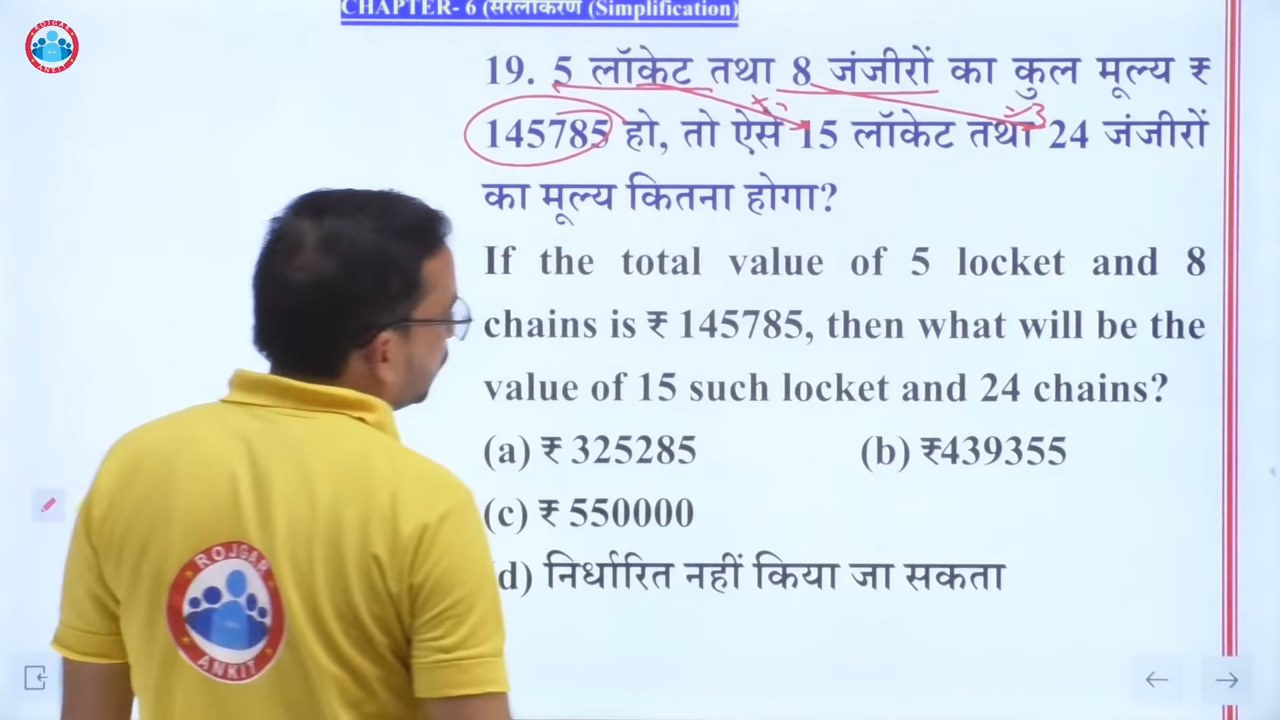 CHAPTER- 6 (सरलीकरण (Simplification)
ROJGAR
ANKIT
19. 5 लॉकेट तथा 8 जंजीरों का कुल मूल्य ₹
145785 हो, तो ऐसे 15 लॉकेट तथा 24 जंजीरों
का मूल्य कितना होगा?
If the total value of 5 locket and 8
chains is ₹ 145785, then what will be the
value of 15 such locket and 24 chains?
(a) ₹ 325285 (b) ₹439355
(c) ₹ 550000
d) निर्धारित नहीं किया जा सकता
ROJGAR
ANKIT